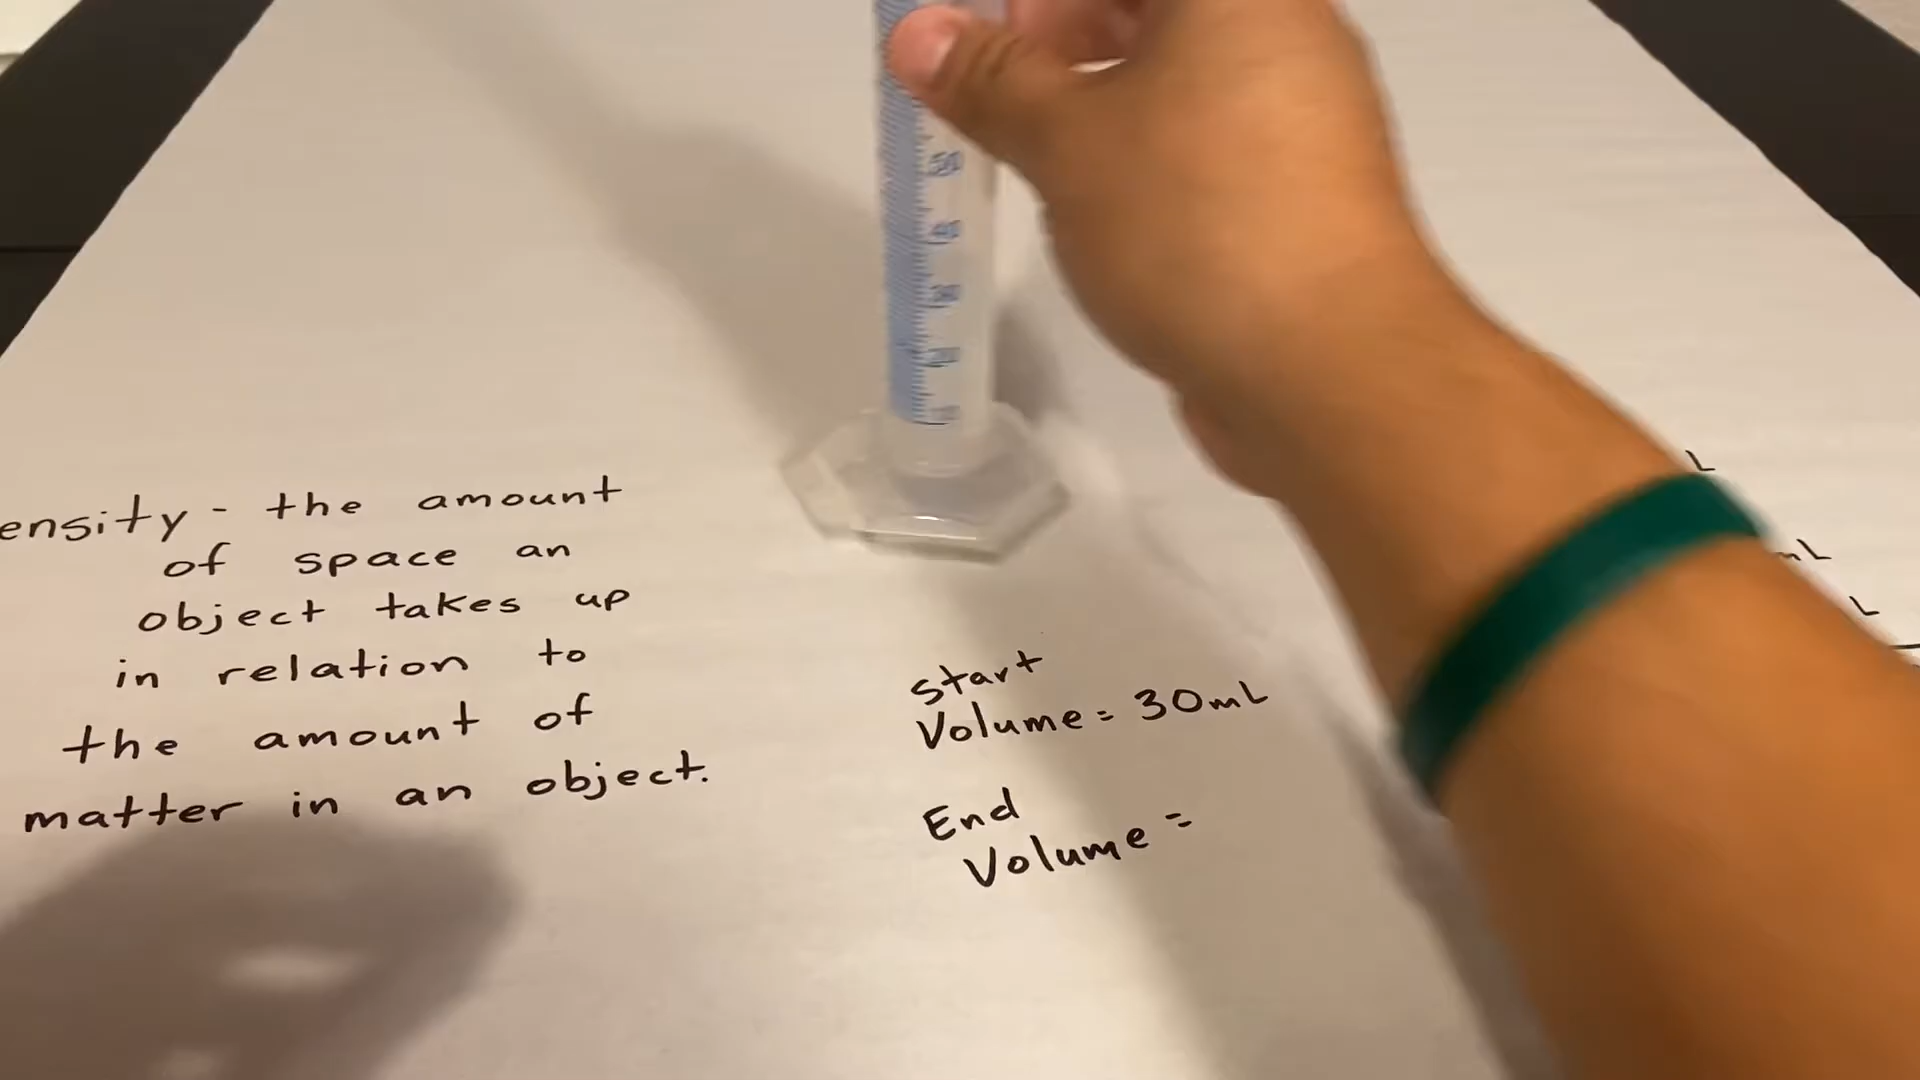 ensity - the amount
of space an
object takes up
in relation to
the amount of
matter in an object.
50
40
30
20
10
Start
Volume = 30mL
End
Volume =
L
mL
L